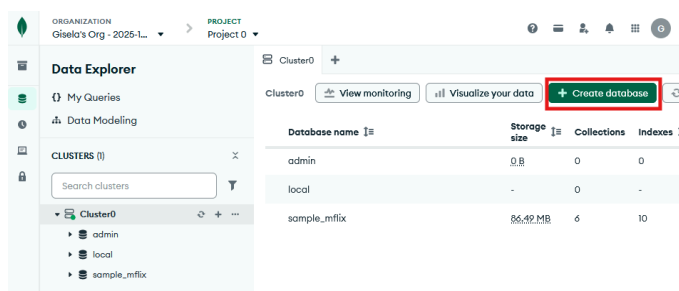 ORGANIZATION
Gisela's Org - 2025-1...
PROJECT
Project 0
G
Data Explorer
My Queries
Data Modeling
CLUSTERS (1)
Search clusters
Cluster0
admin
local
sample_mflix
Cluster0
Cluster0
View monitoring
Visualize your data
+ Create database
Database name
Storage size
Collections
Indexes
admin
0 B
0
0
local
-
0
-
sample_mflix
86.49 MB
6
10